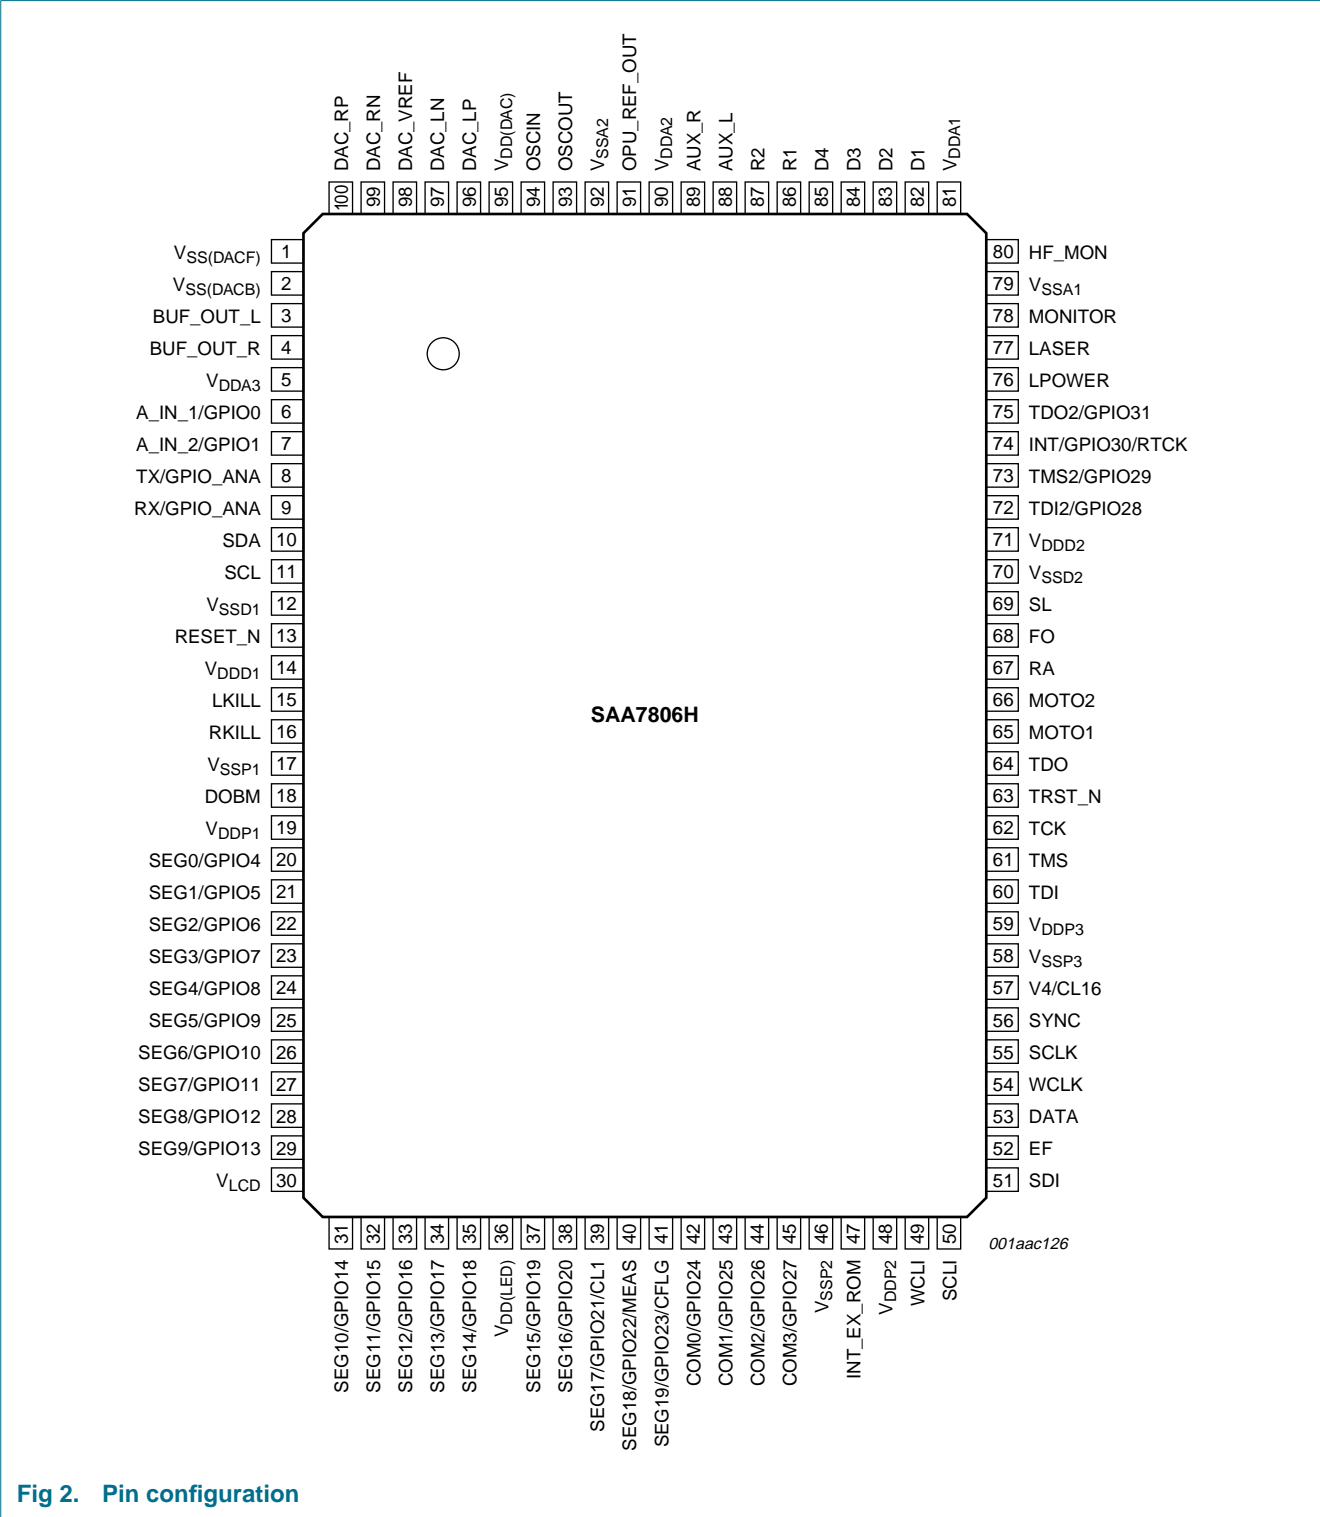 DAC_RP
DAC_RN
DAC_VREF
DAC_LN
DAC_LP
VDD(DAC)
OSCIN
OSCOUT
VSSA2
OPU_REF_OUT
VDDA2
AUX_R
AUX_L
R2
R1
D4
D3
D2
D1
VDDA1
100
99
98
97
96
95
94
93
92
91
90
89
88
87
86
85
84
83
82
81
VSS(DACF) 1
VSS(DACB) 2
BUF_OUT_L 3
BUF_OUT_R 4
VDDA3 5
A_IN_1/GPIO0 6
A_IN_2/GPIO1 7
TX/GPIO_ANA 8
RX/GPIO_ANA 9
SDA 10
SCL 11
VSSD1 12
RESET_N 13
VDDD1 14
LKILL 15
RKILL 16
VSSP1 17
DOBM 18
VDDP1 19
SEG0/GPIO4 20
SEG1/GPIO5 21
SEG2/GPIO6 22
SEG3/GPIO7 23
SEG4/GPIO8 24
SEG5/GPIO9 25
SEG6/GPIO10 26
SEG7/GPIO11 27
SEG8/GPIO12 28
SEG9/GPIO13 29
VLCD 30
SAA7806H
80 HF_MON
79 VSSA1
78 MONITOR
77 LASER
76 LPOWER
75 TDO2/GPIO31
74 INT/GPIO30/RTCK
73 TMS2/GPIO29
72 TDI2/GPIO28
71 VDDD2
70 VSSD2
69 SL
68 FO
67 RA
66 MOTO2
65 MOTO1
64 TDO
63 TRST_N
62 TCK
61 TMS
60 TDI
59 VDDP3
58 VSSP3
57 V4/CL16
56 SYNC
55 SCLK
54 WCLK
53 DATA
52 EF
51 SDI
31
32
33
34
35
36
37
38
39
40
41
42
43
44
45
46
47
48
49
50
SEG10/GPIO14
SEG11/GPIO15
SEG12/GPIO16
SEG13/GPIO17
SEG14/GPIO18
VDD(LED)
SEG15/GPIO19
SEG16/GPIO20
SEG17/GPIO21/CL1
SEG18/GPIO22/MEAS
SEG19/GPIO23/CFLG
COM0/GPIO24
COM1/GPIO25
COM2/GPIO26
COM3/GPIO27
VSSP2
INT_EX_ROM
VDDP2
WCLI
SCLI
001aac126
Fig 2. Pin configuration